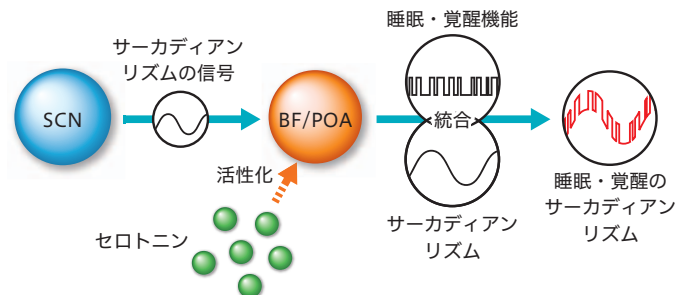 サーカディアン
リズムの信号
SCN
BF/POA
活性化
セロトニン
睡眠・覚醒機能
統合
サーカディアン
リズム
睡眠・覚醒の
サーカディアン
リズム